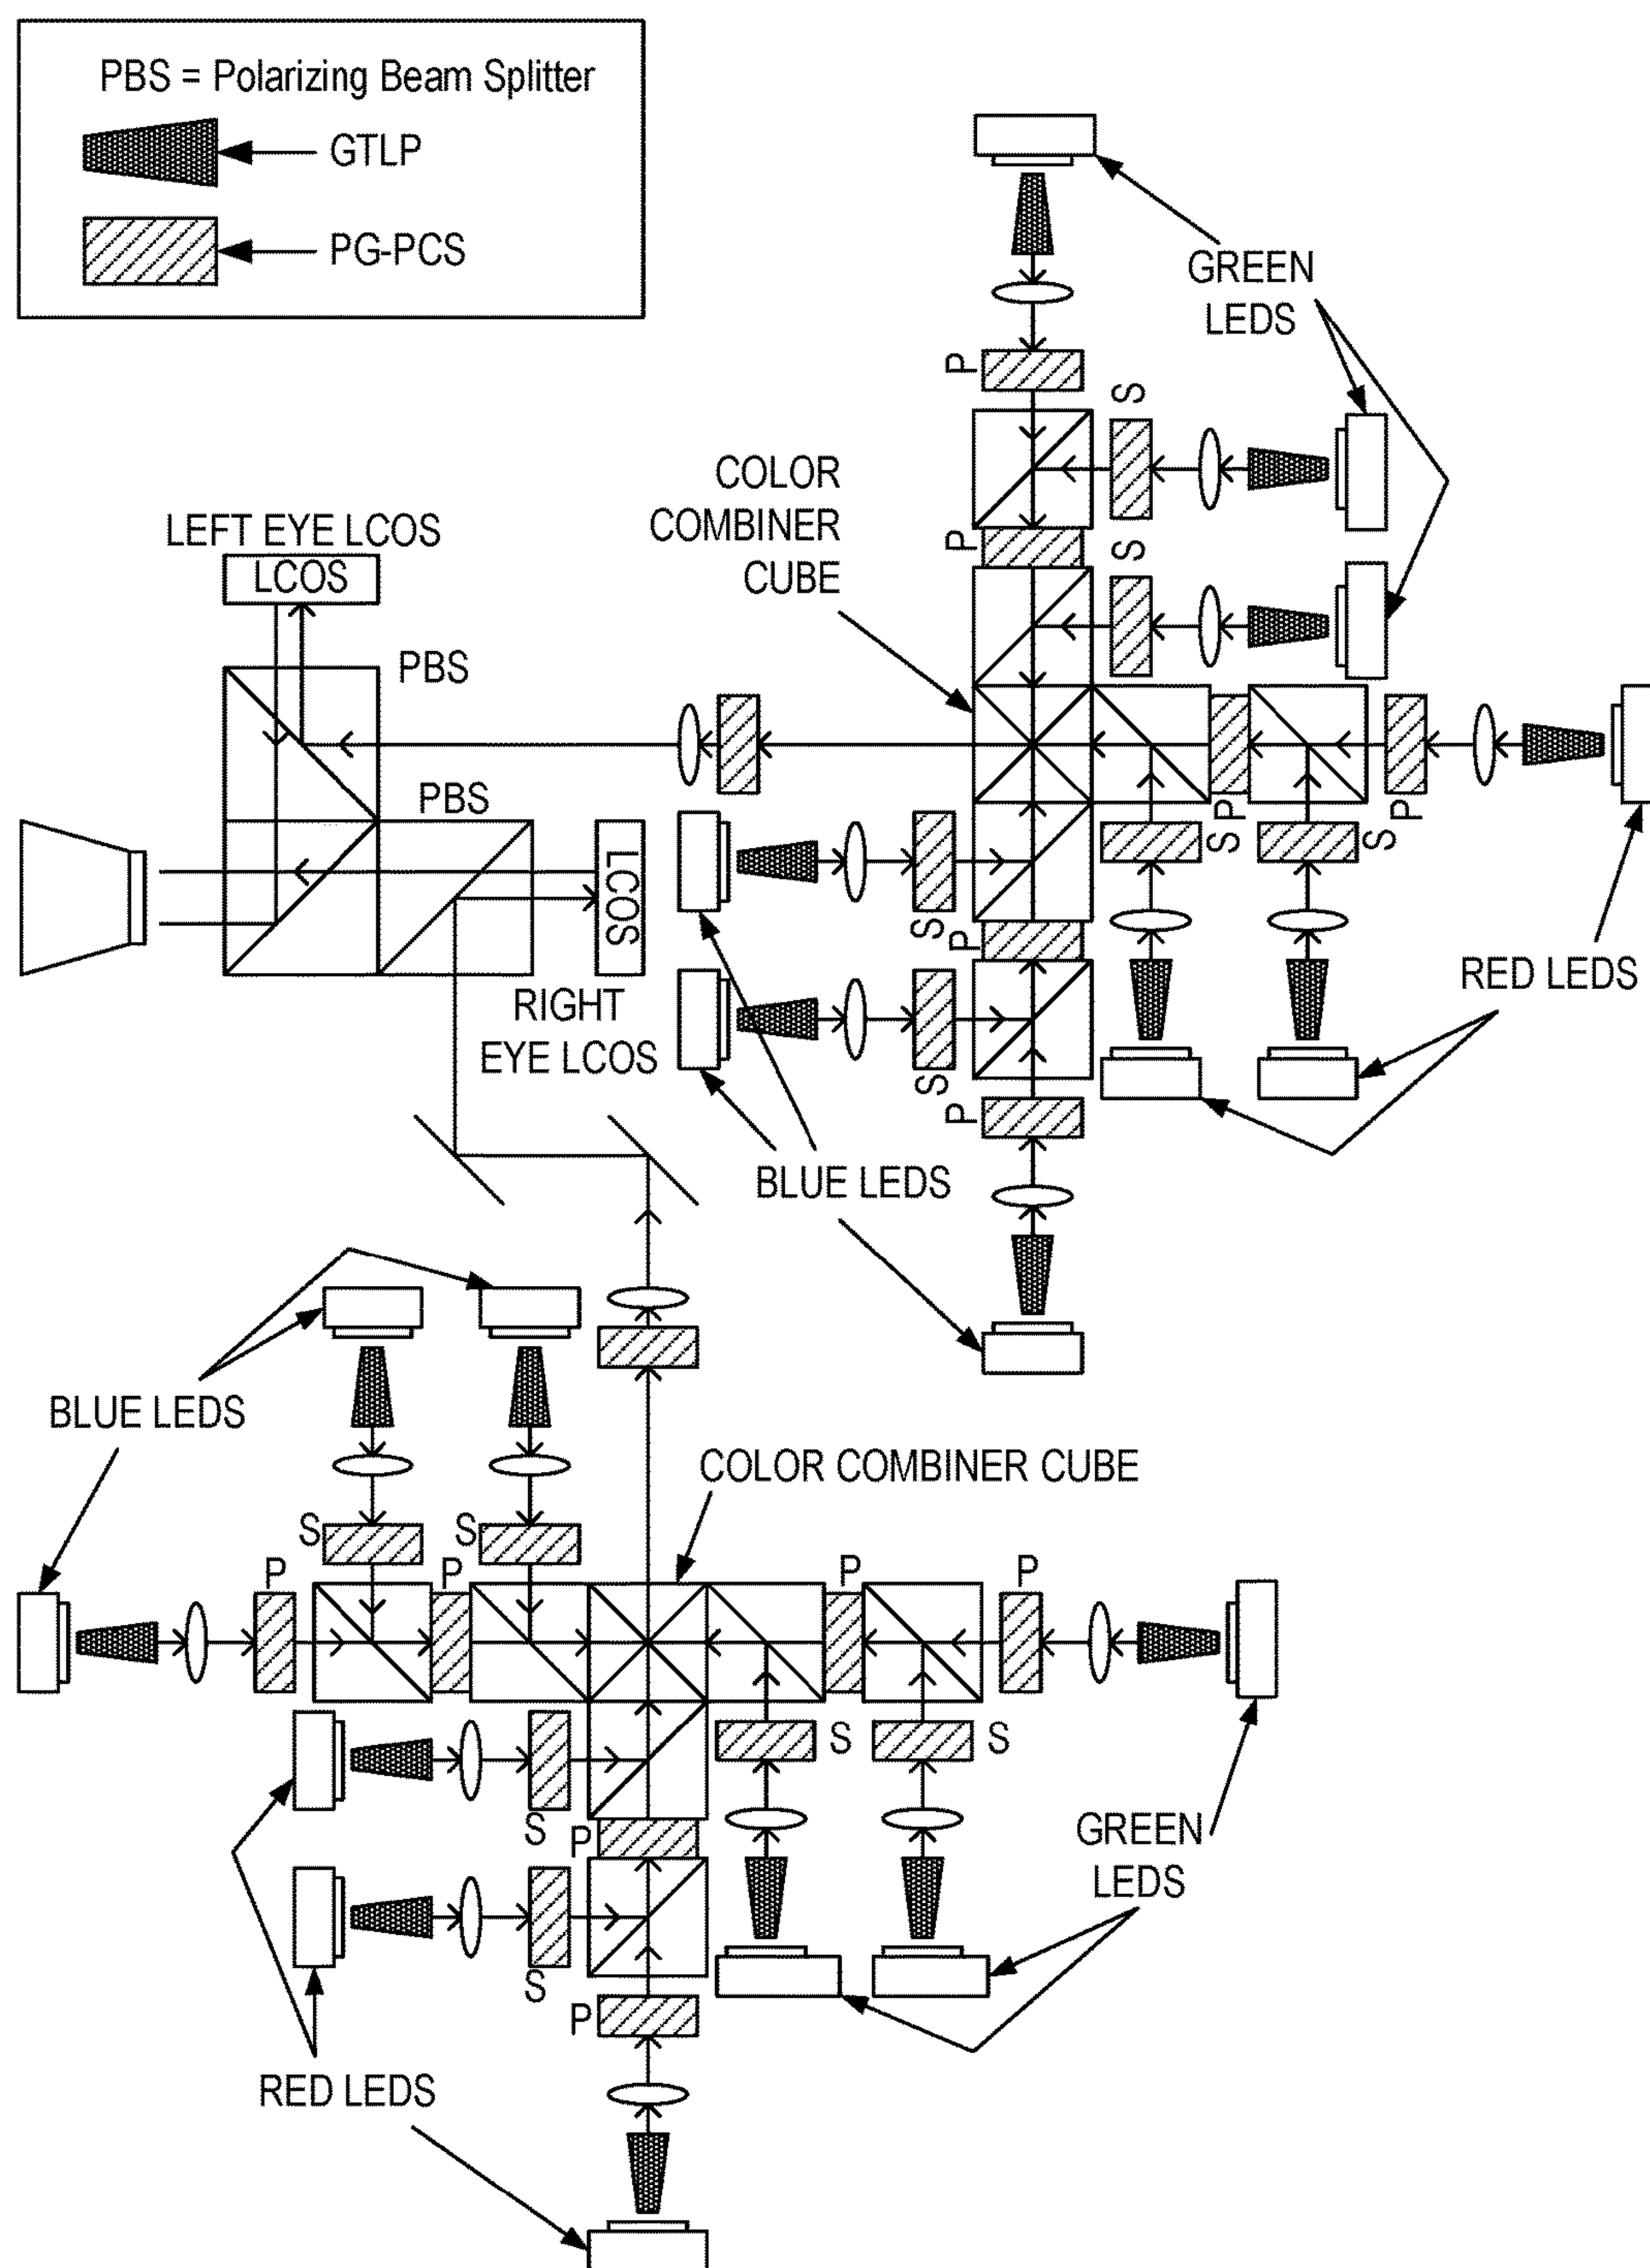 PBS = Polarizing Beam Splitter
GTLP
PG-PCS
GREEN
LEDS
P
S
COLOR
COMBINER
CUBE
P
S
LEFT EYE LCOS
LCOS
PBS
PBS
P
P
S
S
LCOS
S
P
RIGHT
EYE LCOS
RED LEDS
S
P
BLUE LEDS
BLUE LEDS
COLOR COMBINER CUBE
S
S
P
P
P
P
S
S
S
P
GREEN
LEDS
S
P
RED LEDS